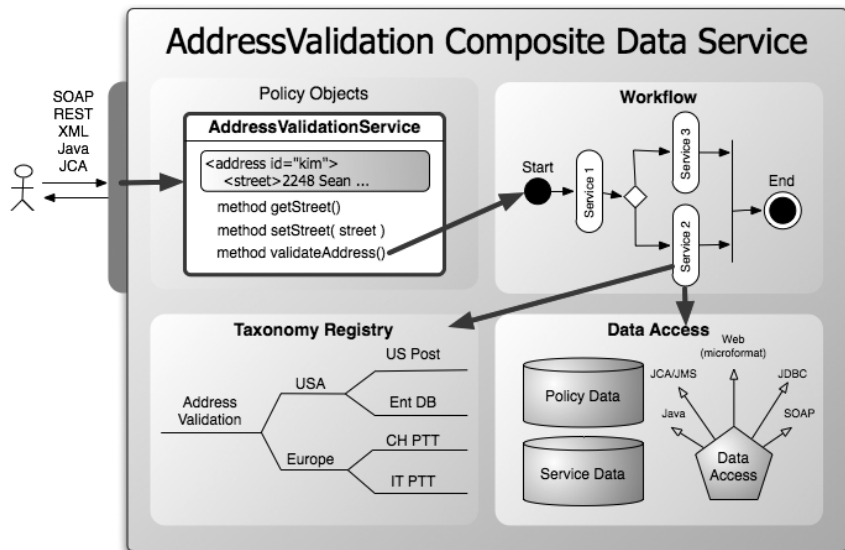 AddressValidation Composite Data Service
SOAP
REST
XML
Java
JCA
Policy Objects
AddressValidationService
<address id="kim">
<street>2248 Sean ...
method getStreet()
method setStreet( street )
method validateAddress()
Workflow
Start
Service 1
Service 3
Service 2
End
Taxonomy Registry
Address
Validation
USA
Europe
US Post
Ent DB
CH PTT
IT PTT
Data Access
Policy Data
Service Data
Web
(microformat)
JCA/JMS
JDBC
Java
SOAP
Data
Access